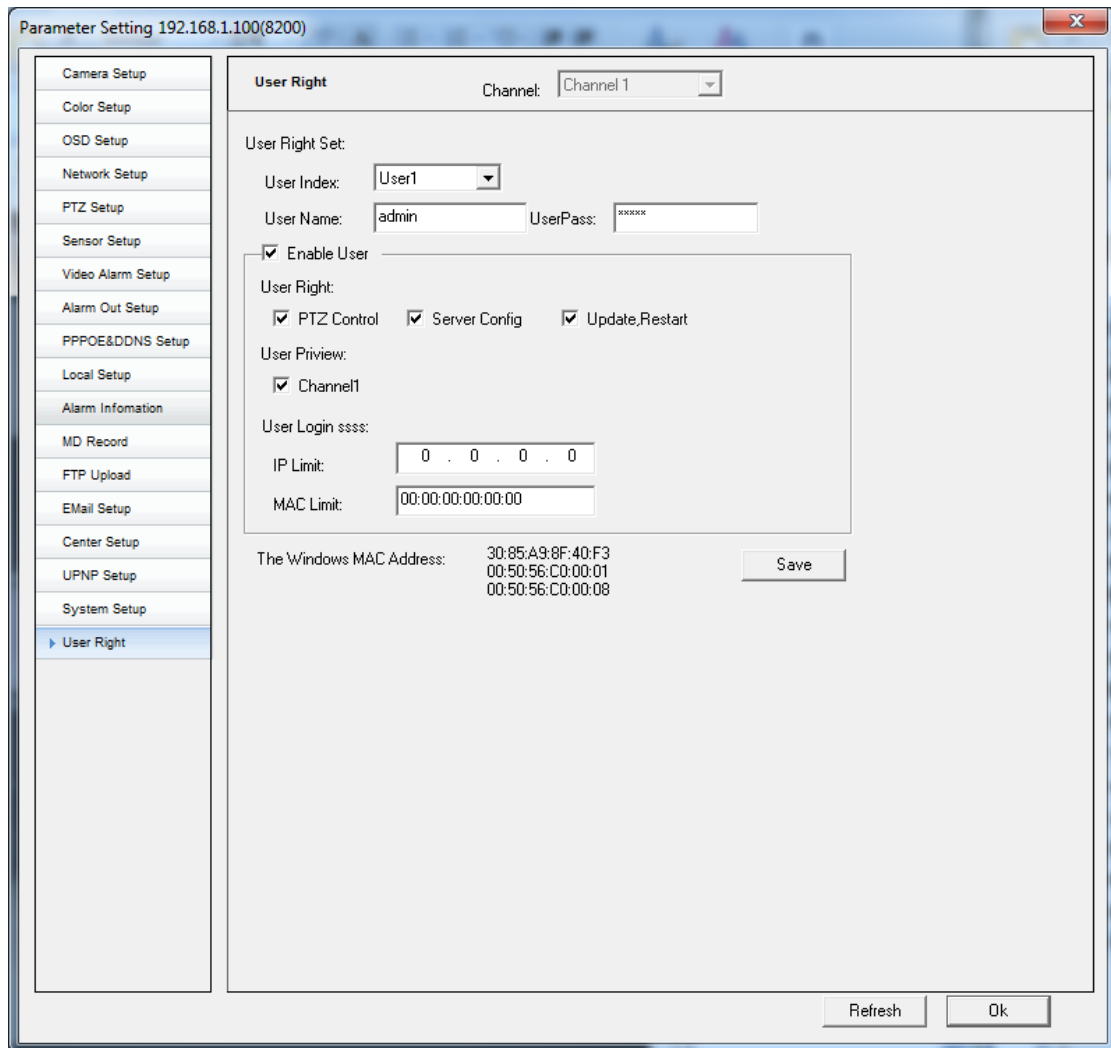 Parameter Setting 192.168.1.100(8200)
Camera Setup
Color Setup
OSD Setup
Network Setup
PTZ Setup
Sensor Setup
Video Alarm Setup
Alarm Out Setup
PPPOE&DDNS Setup
Local Setup
Alarm Infomation
MD Record
FTP Upload
EMail Setup
Center Setup
UPNP Setup
System Setup
User Right
User Right Channel: Channel 1
User Right Set:
User Index: User1
User Name: admin UserPass: *****
Enable User
User Right:
PTZ Control Server Config Update,Restart
User Priview:
Channel1
User Login ssss:
IP Limit: 0 . 0 . 0 . 0
MAC Limit: 00:00:00:00:00:00
The Windows MAC Address: 30:85:A9:8F:40:F3
00:50:56:C0:00:01
00:50:56:C0:00:08
Save
Refresh Ok